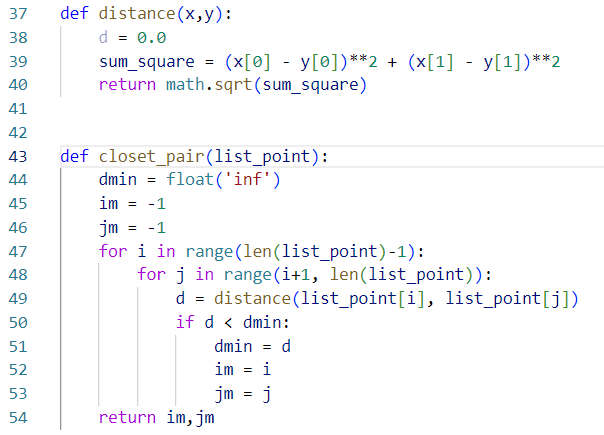 37 def distance(x,y):
38     d = 0.0
39     sum_square = (x[0] - y[0])**2 + (x[1] - y[1])**2
40     return math.sqrt(sum_square)
41
42
43 def closet_pair(list_point):
44     dmin = float('inf')
45     im = -1
46     jm = -1
47     for i in range(len(list_point)-1):
48         for j in range(i+1, len(list_point)):
49             d = distance(list_point[i], list_point[j])
50             if d < dmin:
51                 dmin = d
52                 im = i
53                 jm = j
54     return im,jm